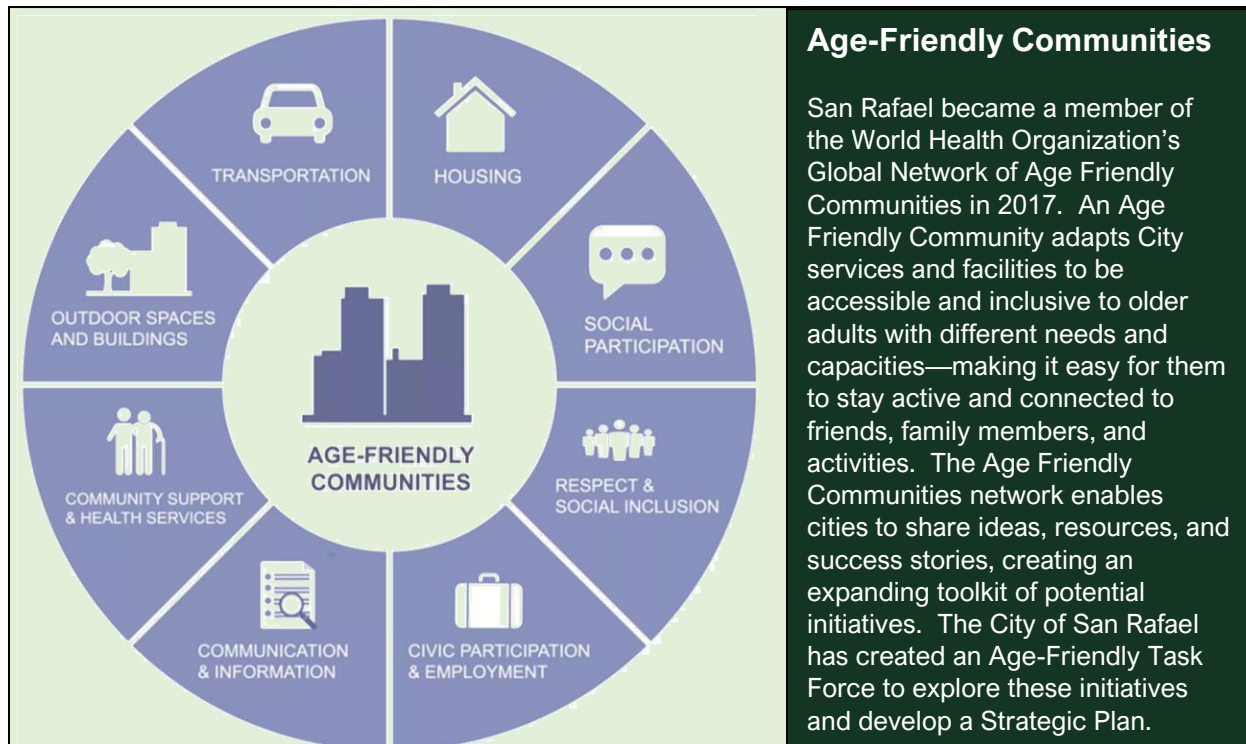 TRANSPORTATION
HOUSING
SOCIAL
PARTICIPATION
RESPECT &
SOCIAL INCLUSION
CIVIC PARTICIPATION
& EMPLOYMENT
COMMUNICATION
& INFORMATION
COMMUNITY SUPPORT
& HEALTH SERVICES
OUTDOOR SPACES
AND BUILDINGS
AGE-FRIENDLY
COMMUNITIES
Age-Friendly Communities
San Rafael became a member of
the World Health Organization’s
Global Network of Age Friendly
Communities in 2017.  An Age
Friendly Community adapts City
services and facilities to be
accessible and inclusive to older
adults with different needs and
capacities—making it easy for them
to stay active and connected to
friends, family members, and
activities.  The Age Friendly
Communities network enables
cities to share ideas, resources, and
success stories, creating an
expanding toolkit of potential
initiatives.  The City of San Rafael
has created an Age-Friendly Task
Force to explore these initiatives
and develop a Strategic Plan.